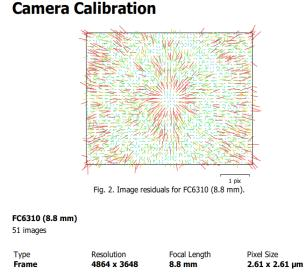 Camera Calibration
1 pix
Fig. 2. Image residuals for FC6310 (8.8 mm).
FC6310 (8.8 mm)
51 images
Type Resolution Focal Length Pixel Size
Frame 4864 x 3648 8.8 mm 2.61 x 2.61 µm